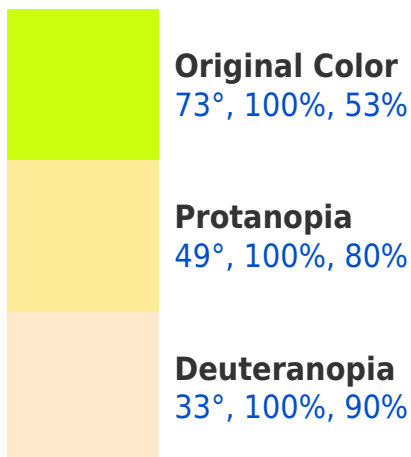 Original Color
73°, 100%, 53%
Protanopia
49°, 100%, 80%
Deuteranopia
33°, 100%, 90%